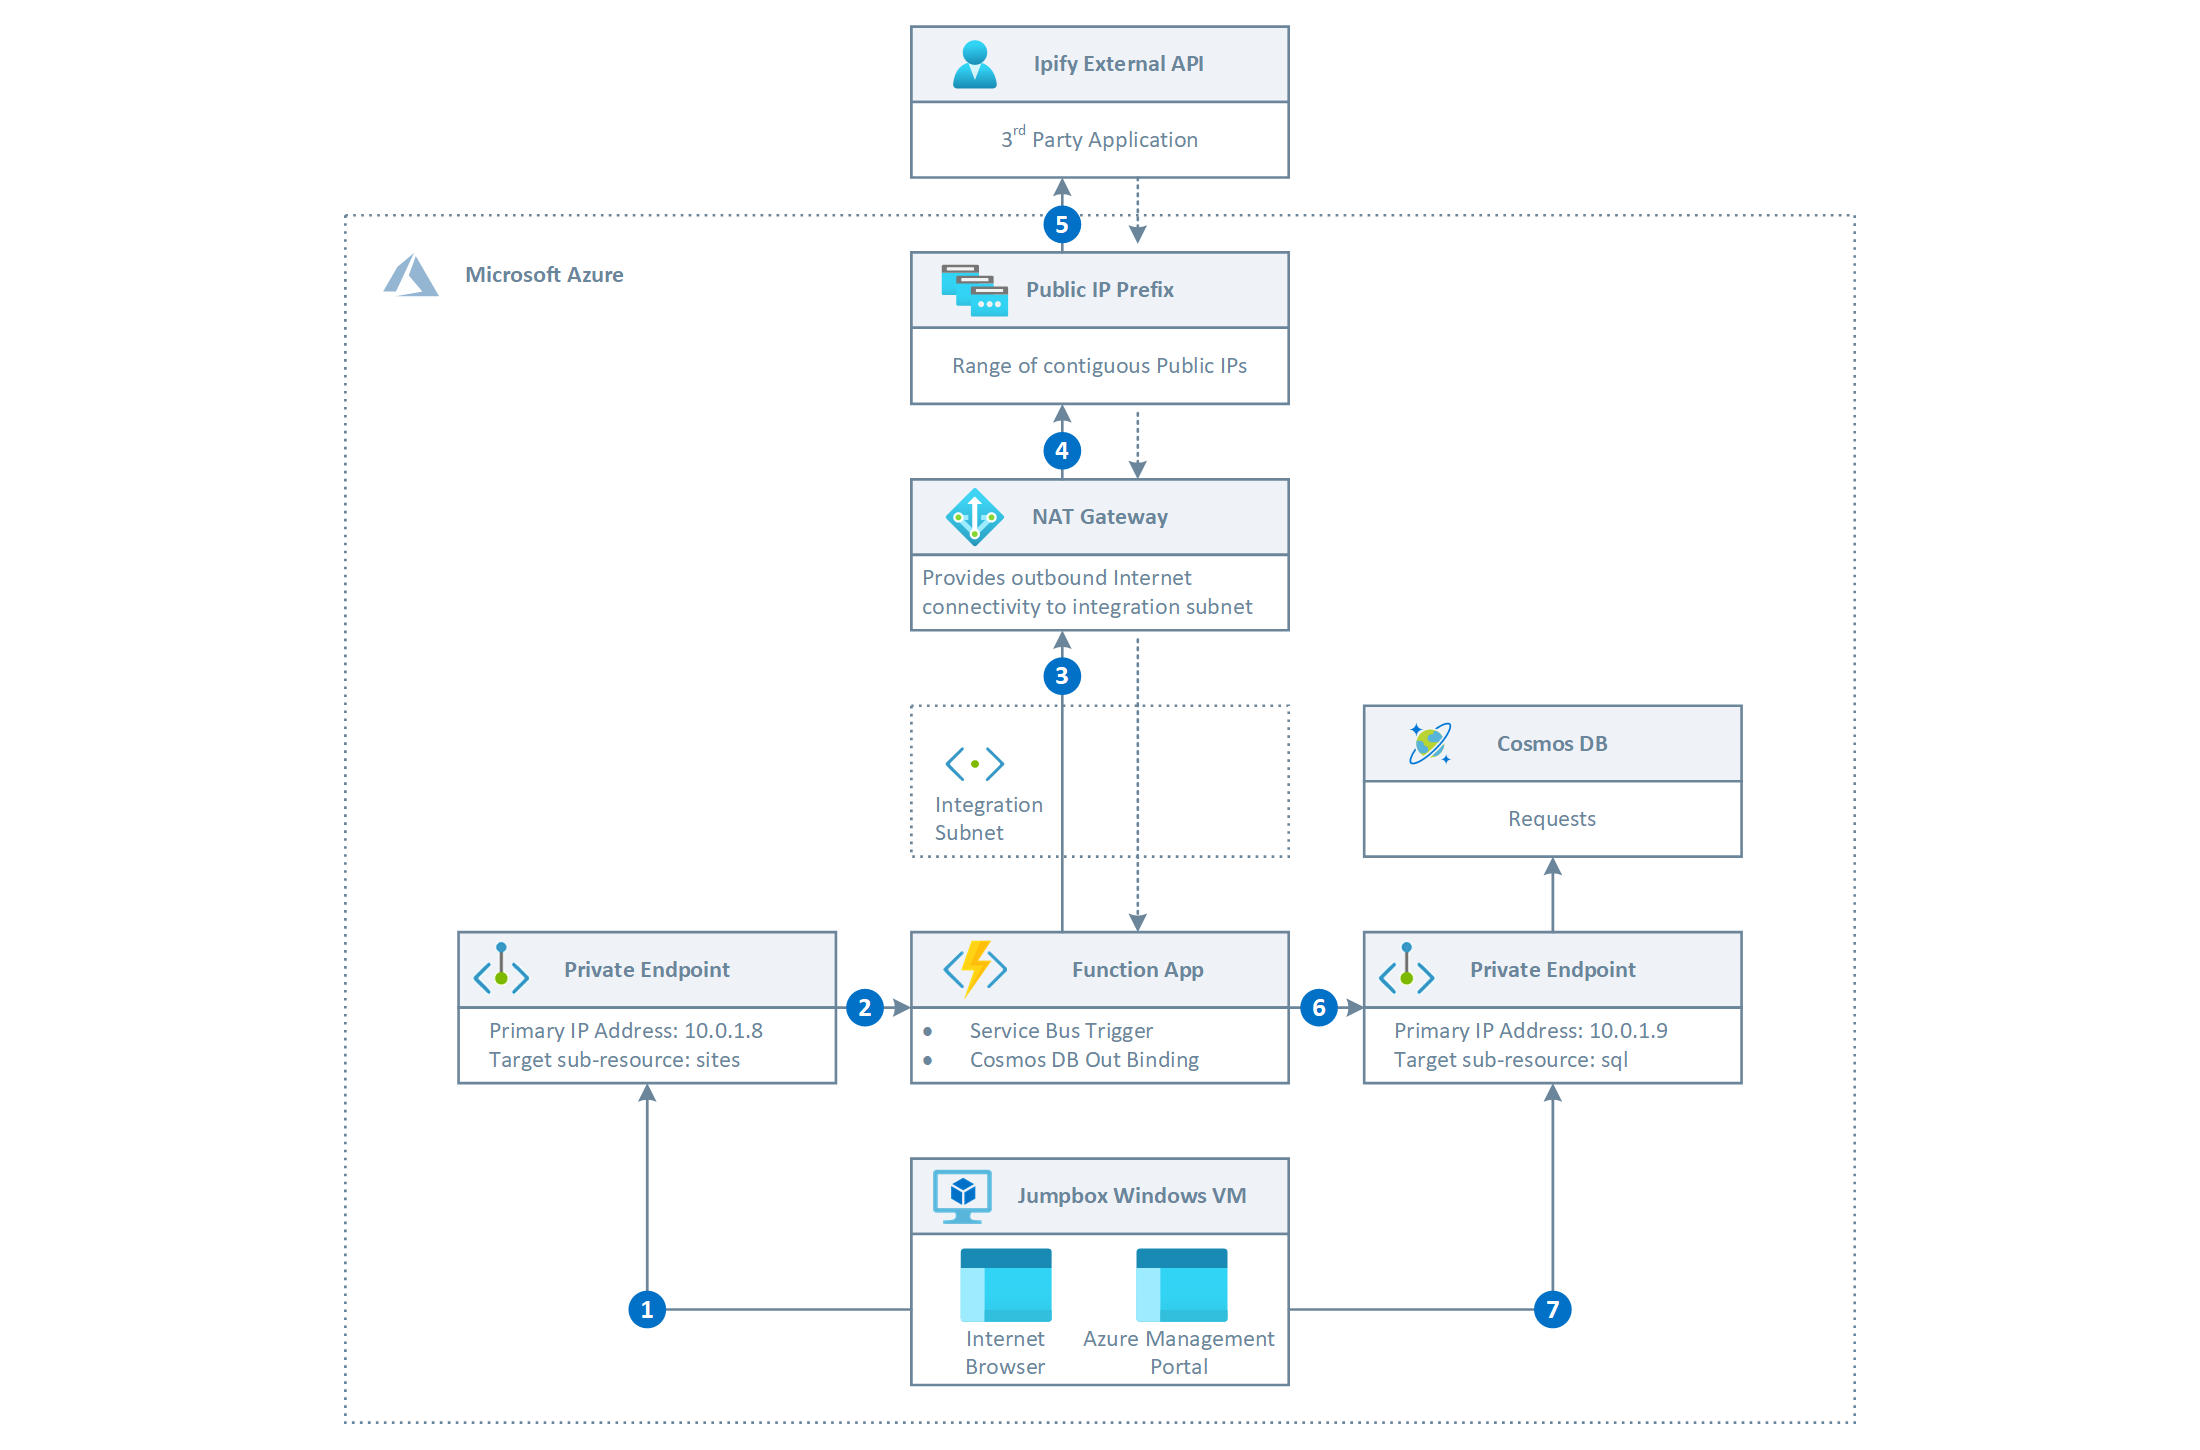 Ipify External API
3rd Party Application
5
Microsoft Azure
Public IP Prefix
Range of contiguous Public IPs
4
NAT Gateway
Provides outbound Internet
connectivity to integration subnet
3
Integration
Subnet
Cosmos DB
Requests
Private Endpoint
Primary IP Address: 10.0.1.8
Target sub-resource: sites
2
Function App
• Service Bus Trigger
• Cosmos DB Out Binding
6
Private Endpoint
Primary IP Address: 10.0.1.9
Target sub-resource: sql
Jumpbox Windows VM
1
Internet
Browser
Azure Management
Portal
7